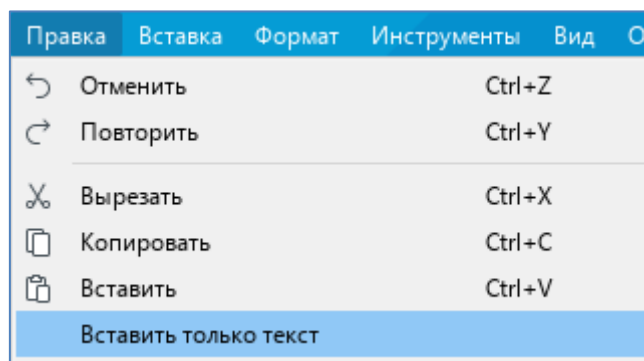 Правка Вставка Формат Инструменты Вид О
Отменить Ctrl+Z
Повторить Ctrl+Y
Вырезать Ctrl+X
Копировать Ctrl+C
Вставить Ctrl+V
Вставить только текст